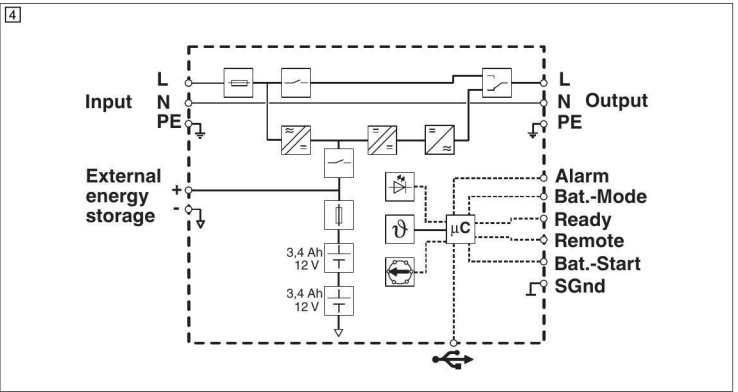 4
L L
Input N N Output
PE PE
External
energy
storage
+
-
Alarm
Bat.-Mode
Ready
Remote
Bat.-Start
SGnd
ϑ
µC
3,4 Ah
12 V
3,4 Ah
12 V